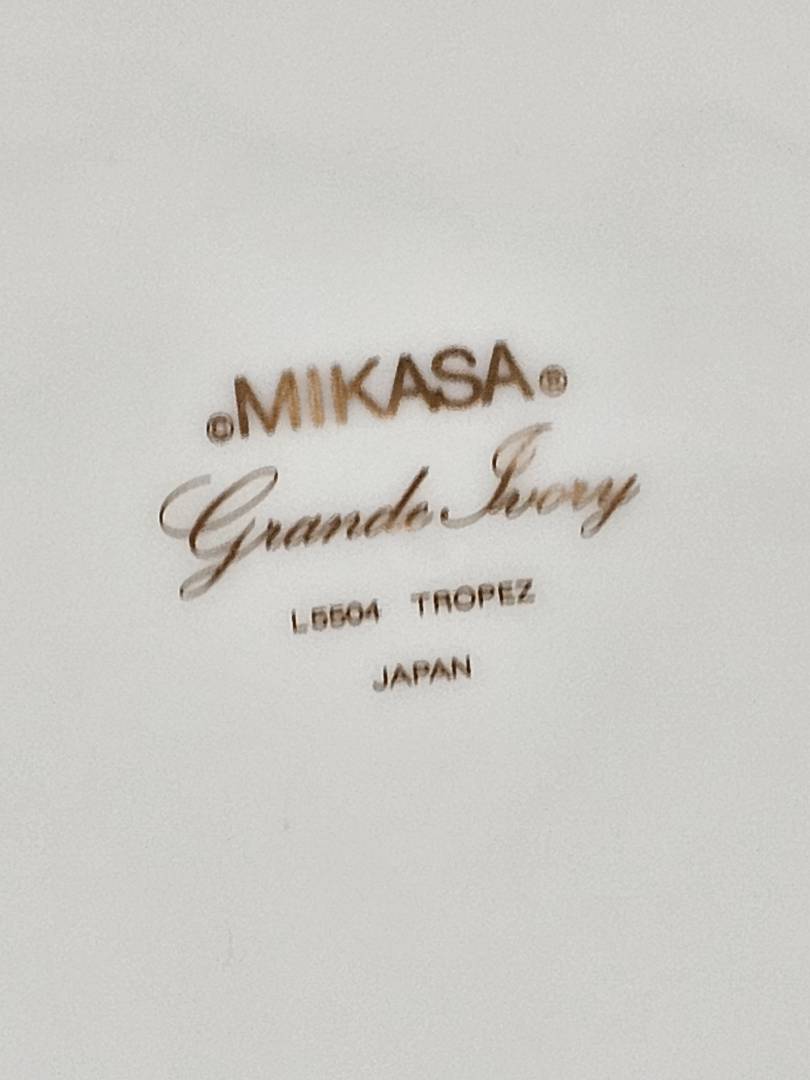 ©MIKASA®
Grande Ivory
L5504 TROPEZ
JAPAN